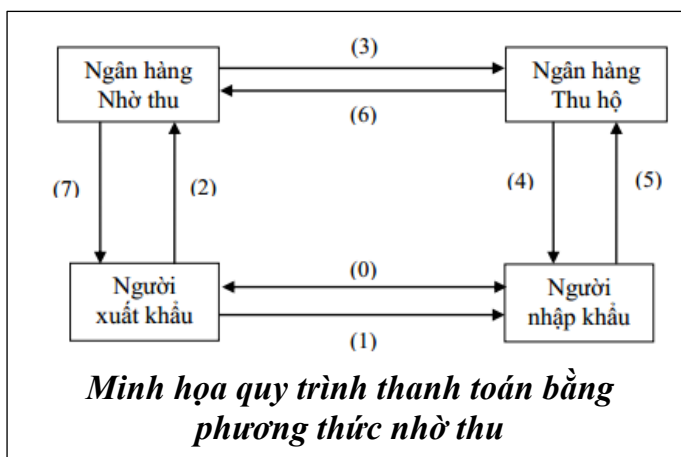 (3)
Ngân hàng
Nhờ thu
Ngân hàng
Thu hộ
(6)
(7)
(2)
(4)
(5)
(0)
Người
xuất khẩu
Người
nhập khẩu
(1)
Minh họa quy trình thanh toán bằng
phương thức nhờ thu